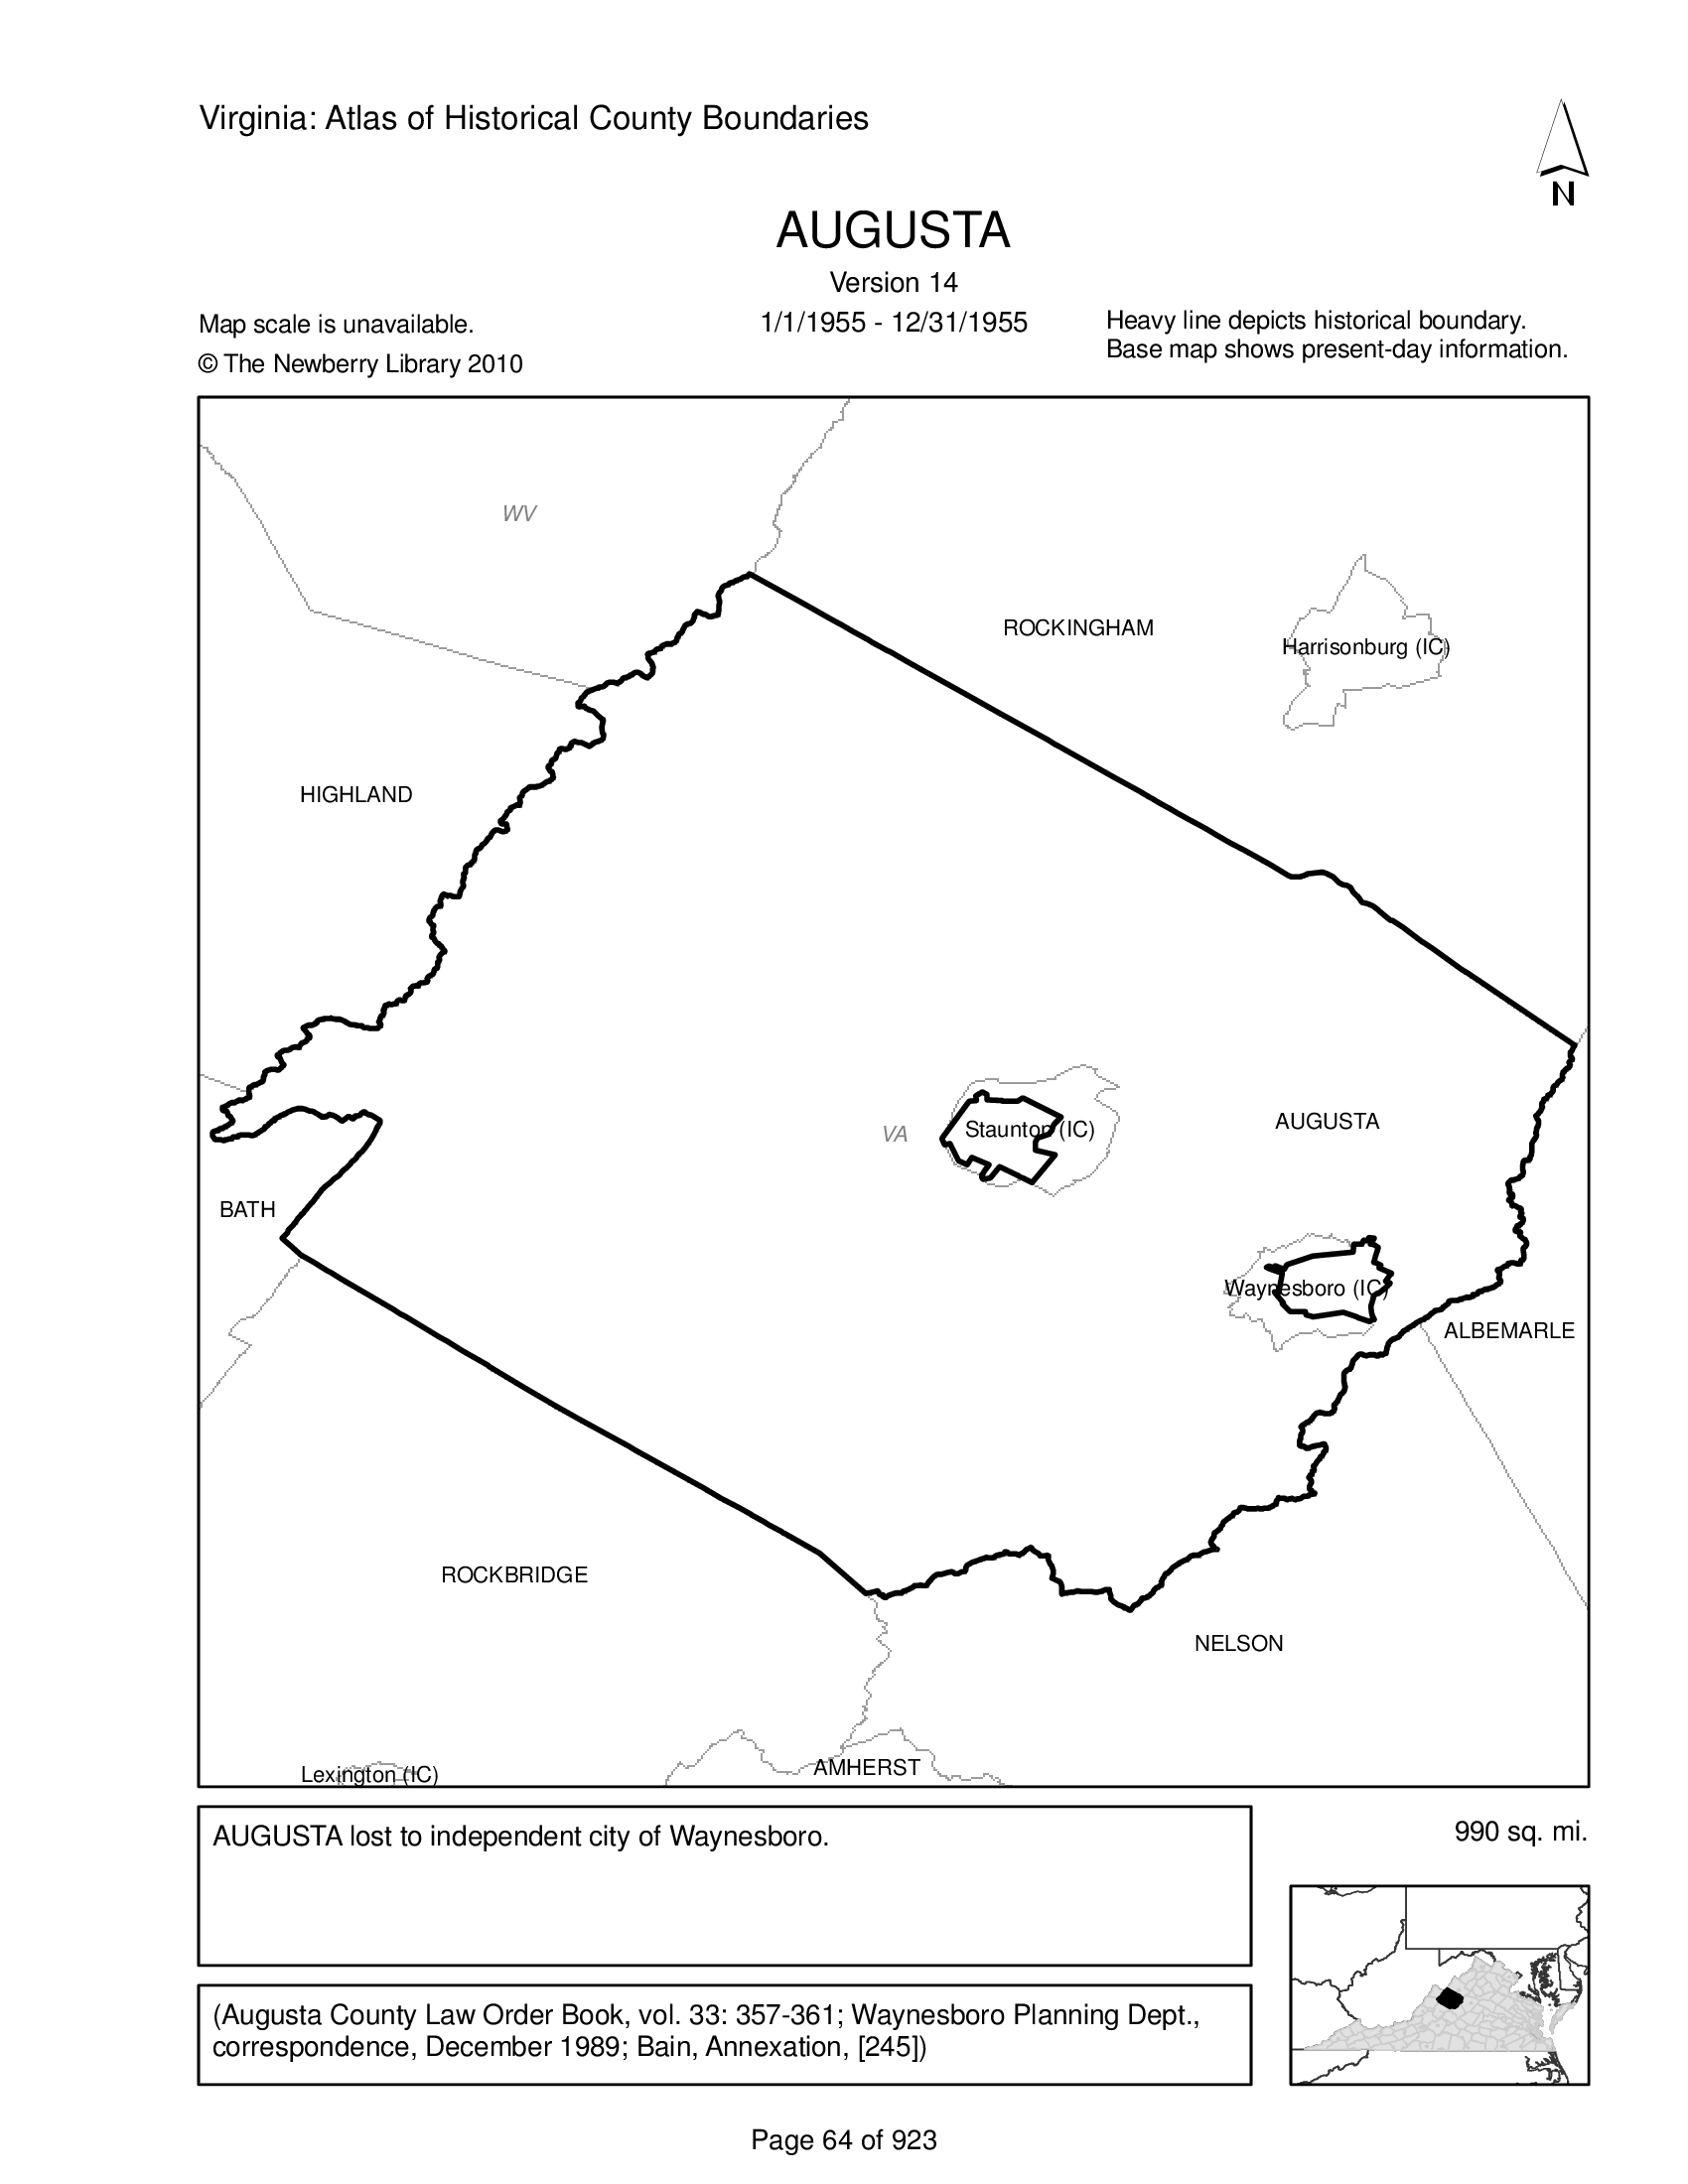 Virginia: Atlas of Historical County Boundaries
N
AUGUSTA
Version 14
1/1/1955 - 12/31/1955
Map scale is unavailable.
© The Newberry Library 2010
Heavy line depicts historical boundary.
Base map shows present-day information.
WV
ROCKINGHAM
Harrisonburg (IC)
HIGHLAND
AUGUSTA
Staunton (IC)
VA
BATH
Waynesboro (IC)
ALBEMARLE
ROCKBRIDGE
NELSON
AMHERST
Lexington (IC)
AUGUSTA lost to independent city of Waynesboro.
990 sq. mi.
(Augusta County Law Order Book, vol. 33: 357-361; Waynesboro Planning Dept.,
correspondence, December 1989; Bain, Annexation, [245])
Page 64 of 923